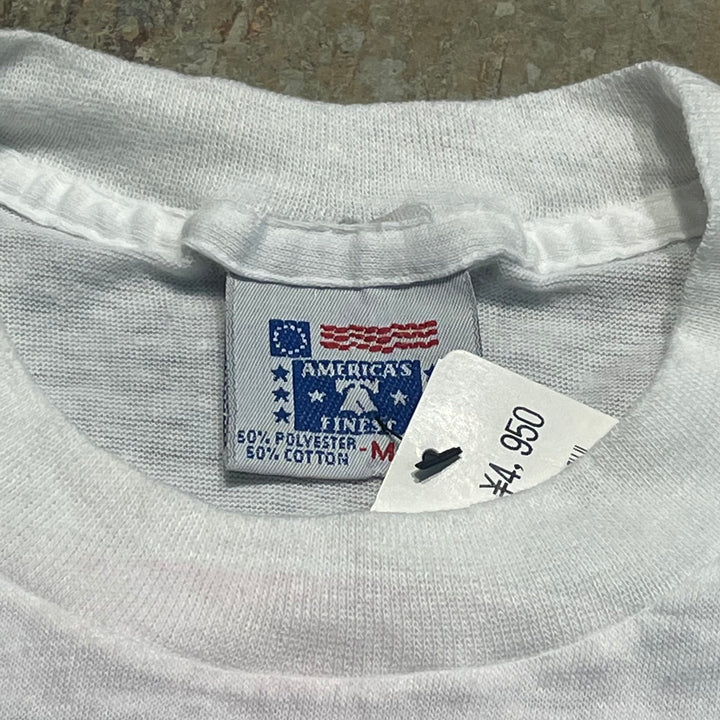 AMERICA'S
FINEST
50% POLYESTER
50% COTTON
-M
¥4,950